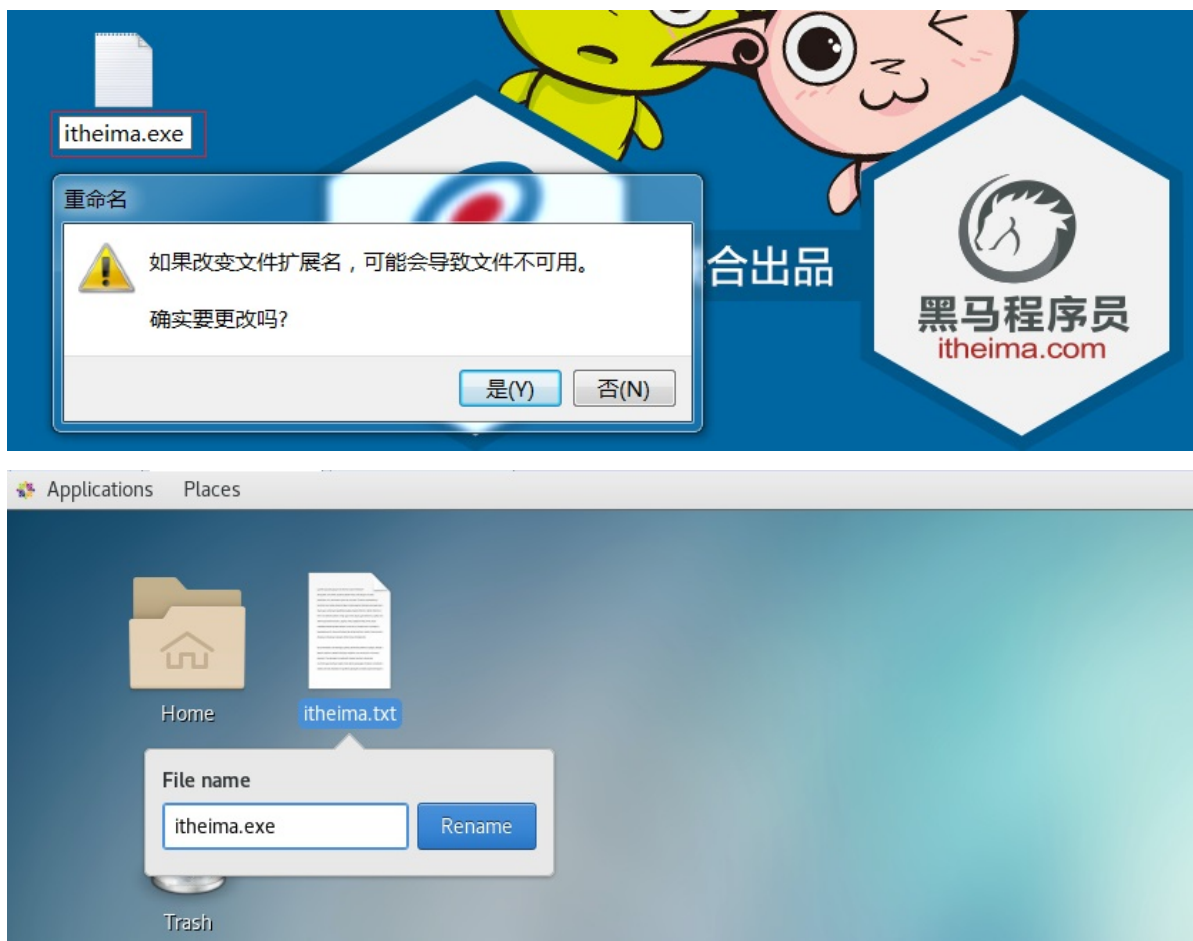 itheima.exe
重命名
如果改变文件扩展名，可能会导致文件不可用。
确实要更改吗?
是(Y)
否(N)
合出品
黑马程序员
itheima.com
Applications Places
Home
itheima.txt
File name
itheima.exe
Rename
Trash